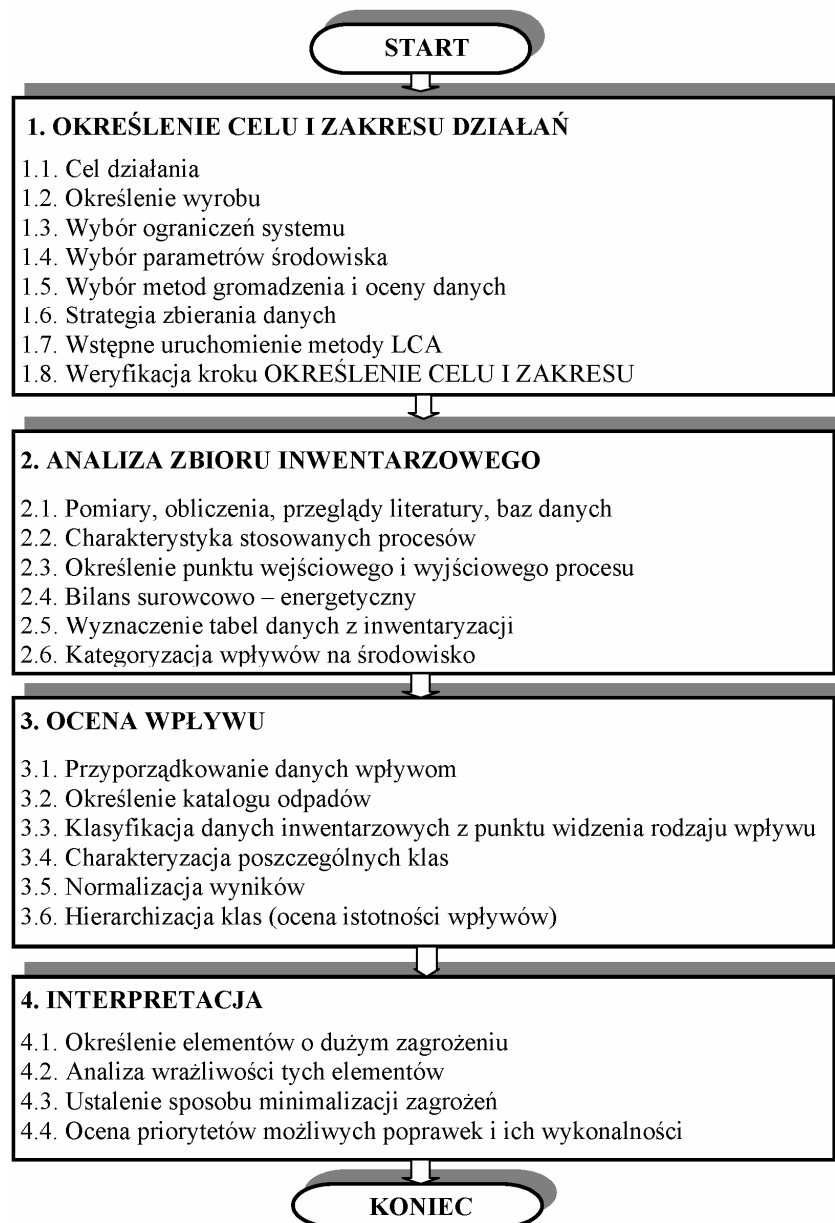 START
1. OKREŚLENIE CELU I ZAKRESU DZIAŁAŃ
1.1. Cel działania
1.2. Określenie wyrobu
1.3. Wybór ograniczeń systemu
1.4. Wybór parametrów środowiska
1.5. Wybór metod gromadzenia i oceny danych
1.6. Strategia zbierania danych
1.7. Wstępne uruchomienie metody LCA
1.8. Weryfikacja kroku OKREŚLENIE CELU I ZAKRESU
2. ANALIZA ZBIORU INWENTARZOWEGO
2.1. Pomiary, obliczenia, przeglądy literatury, baz danych
2.2. Charakterystyka stosowanych procesów
2.3. Określenie punktu wejściowego i wyjściowego procesu
2.4. Bilans surowcowo – energetyczny
2.5. Wyznaczenie tabel danych z inwentaryzacji
2.6. Kategoryzacja wpływów na środowisko
3. OCENA WPŁYWU
3.1. Przyporządkowanie danych wpływom
3.2. Określenie katalogu odpadów
3.3. Klasyfikacja danych inwentarzowych z punktu widzenia rodzaju wpływu
3.4. Charakteryzacja poszczególnych klas
3.5. Normalizacja wyników
3.6. Hierarchizacja klas (ocena istotności wpływów)
4. INTERPRETACJA
4.1. Określenie elementów o dużym zagrożeniu
4.2. Analiza wrażliwości tych elementów
4.3. Ustalenie sposobu minimalizacji zagrożeń
4.4. Ocena priorytetów możliwych poprawek i ich wykonalności
KONIEC